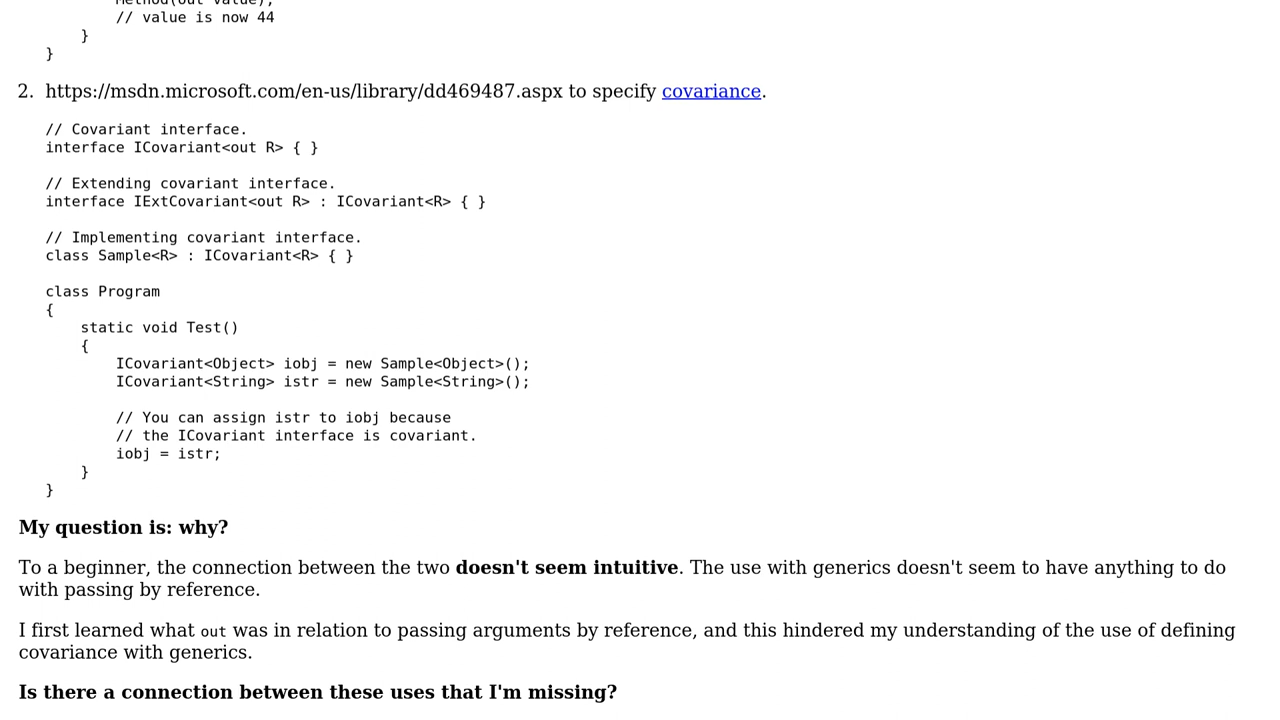 Method(out value);
// value is now 44
}
}
2. https://msdn.microsoft.com/en-us/library/dd469487.aspx to specify covariance.
// Covariant interface.
interface ICovariant<out R> { }
// Extending covariant interface.
interface IExtCovariant<out R> : ICovariant<R> { }
// Implementing covariant interface.
class Sample<R> : ICovariant<R> { }
class Program
{
static void Test()
{
ICovariant<Object> iobj = new Sample<Object>();
ICovariant<String> istr = new Sample<String>();
// You can assign istr to iobj because
// the ICovariant interface is covariant.
iobj = istr;
}
}
My question is: why?
To a beginner, the connection between the two doesn't seem intuitive. The use with generics doesn't seem to have anything to do
with passing by reference.
I first learned what out was in relation to passing arguments by reference, and this hindered my understanding of the use of defining
covariance with generics.
Is there a connection between these uses that I'm missing?